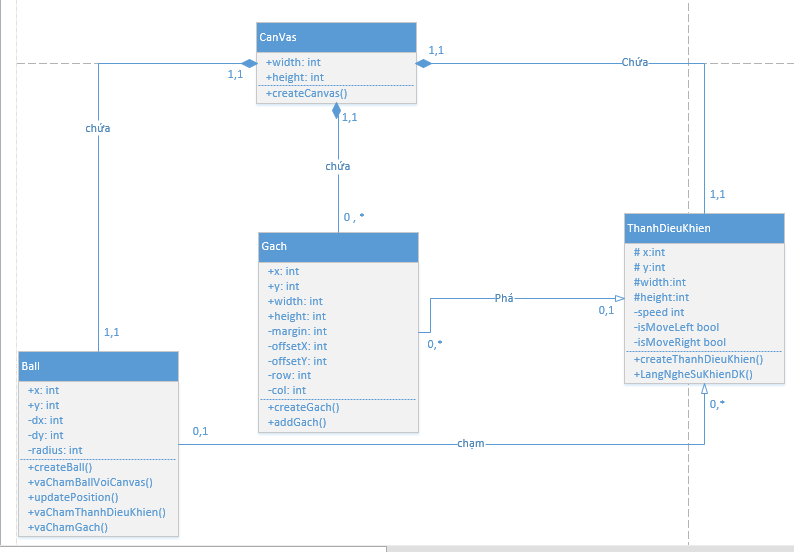 CanVas
+width: int
+height: int
+createCanvas()
1,1
1,1
Chứa
chứa
1,1
chứa
1,1
0 , *
ThanhDieuKhien
# x:int
# y:int
#width:int
#height:int
-speed int
-isMoveLeft bool
-isMoveRight bool
+createThanhDieuKhien()
+LangNgheSuKhienDK()
Gach
+x: int
+y: int
+width: int
+height: int
-margin: int
-offsetX: int
-offsetY: int
-row: int
-col: int
+createGach()
+addGach()
Phá
0,1
0,*
1,1
Ball
+x: int
+y: int
-dx: int
-dy: int
-radius: int
+createBall()
+vaChamBallVoiCanvas()
+updatePosition()
+vaChamThanhDieuKhien()
+vaChamGach()
0,1
chạm
0,*